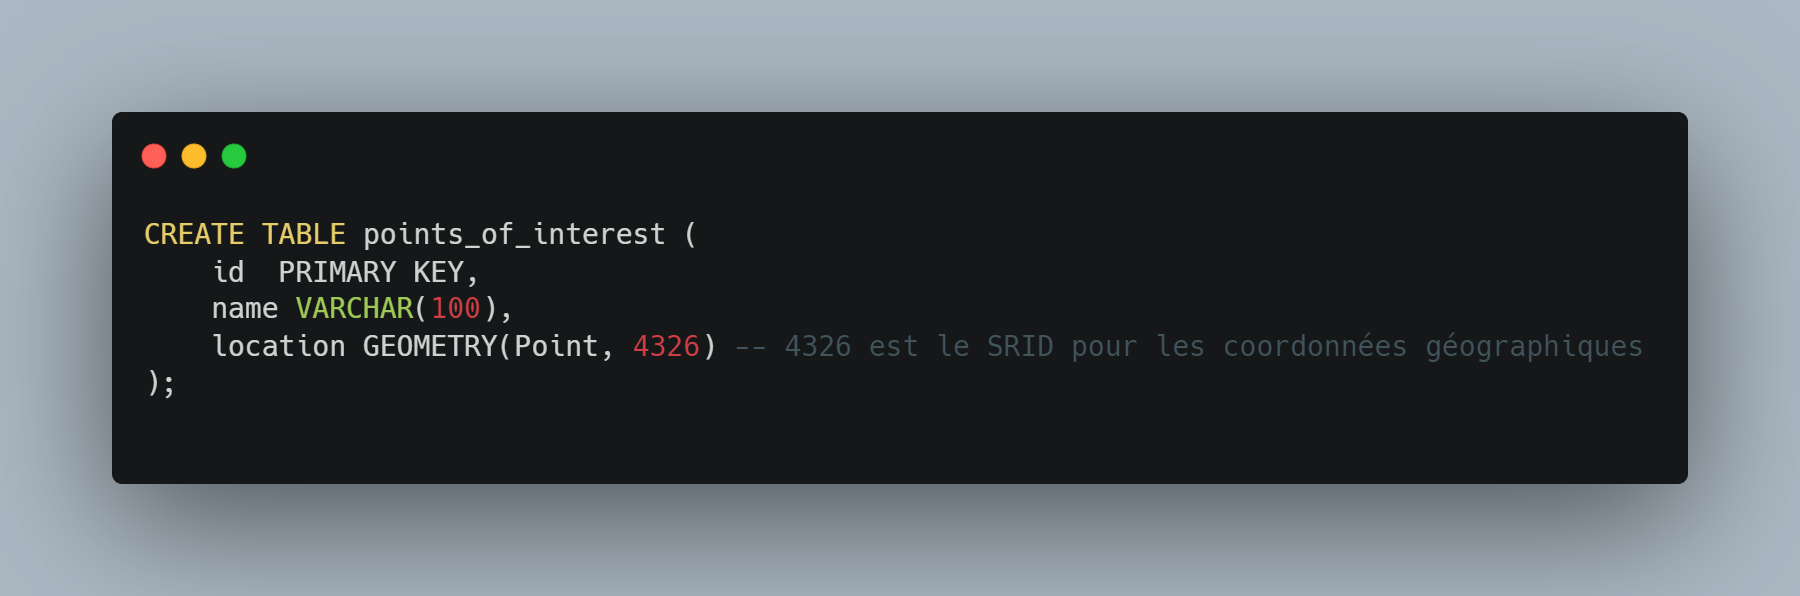 CREATE TABLE points_of_interest (
    id  PRIMARY KEY,
    name VARCHAR(100),
    location GEOMETRY(Point, 4326) -- 4326 est le SRID pour les coordonnées géographiques
);